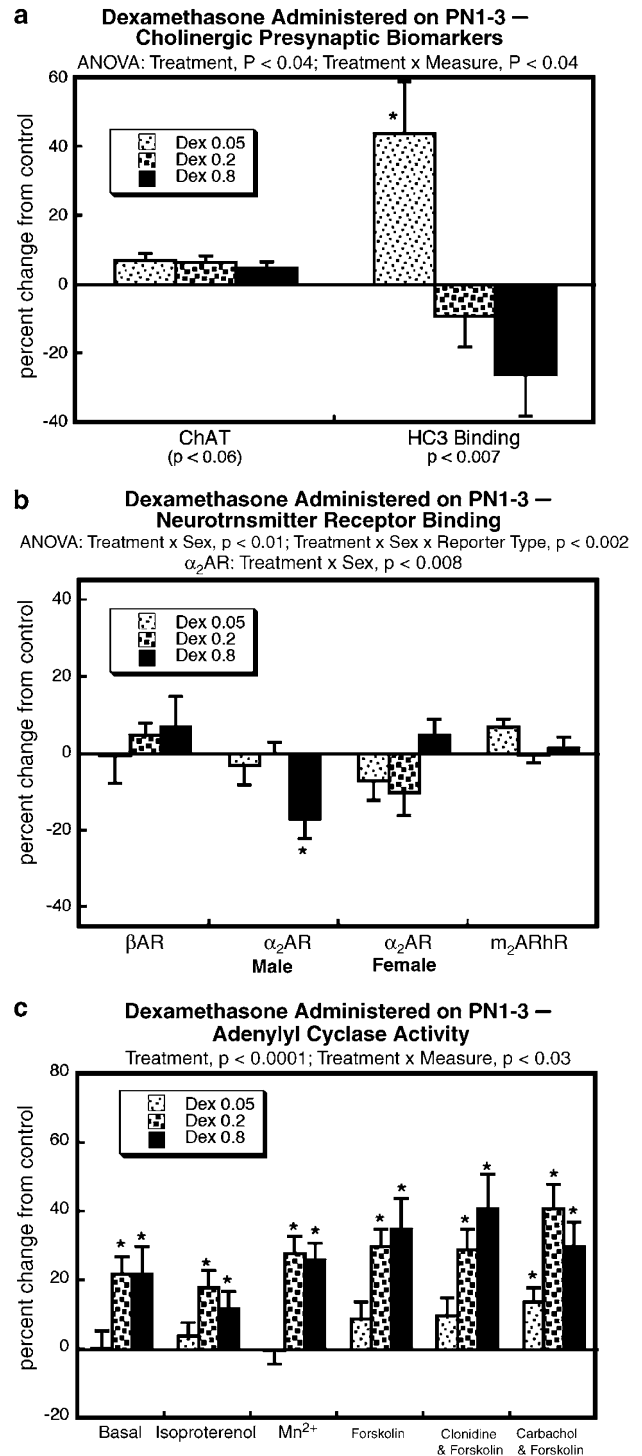 a
Dexamethasone Administered on PN1-3 —
Cholinergic Presynaptic Biomarkers
ANOVA: Treatment, P < 0.04; Treatment x Measure, P < 0.04
percent change from control
60
40
20
0
-20
-40
*
Dex 0.05
Dex 0.2
Dex 0.8
ChAT
(p < 0.06)
HC3 Binding
p < 0.007
b
Dexamethasone Administered on PN1-3 —
Neurotrnsmitter Receptor Binding
ANOVA: Treatment x Sex, p < 0.01; Treatment x Sex x Reporter Type, p < 0.002
α₂AR: Treatment x Sex, p < 0.008
percent change from control
40
20
0
-20
-40
Dex 0.05
Dex 0.2
Dex 0.8
*
βAR
α₂AR
Male
α₂AR
Female
m₂ARhR
c
Dexamethasone Administered on PN1-3 —
Adenylyl Cyclase Activity
Treatment, p < 0.0001; Treatment x Measure, p < 0.03
percent change from control
80
60
40
20
0
-20
Dex 0.05
Dex 0.2
Dex 0.8
* *
* *
* *
* *
* *
* * *
Basal
Isoproterenol
Mn²⁺
Forskolin
Clonidine
& Forskolin
Carbachol
& Forskolin